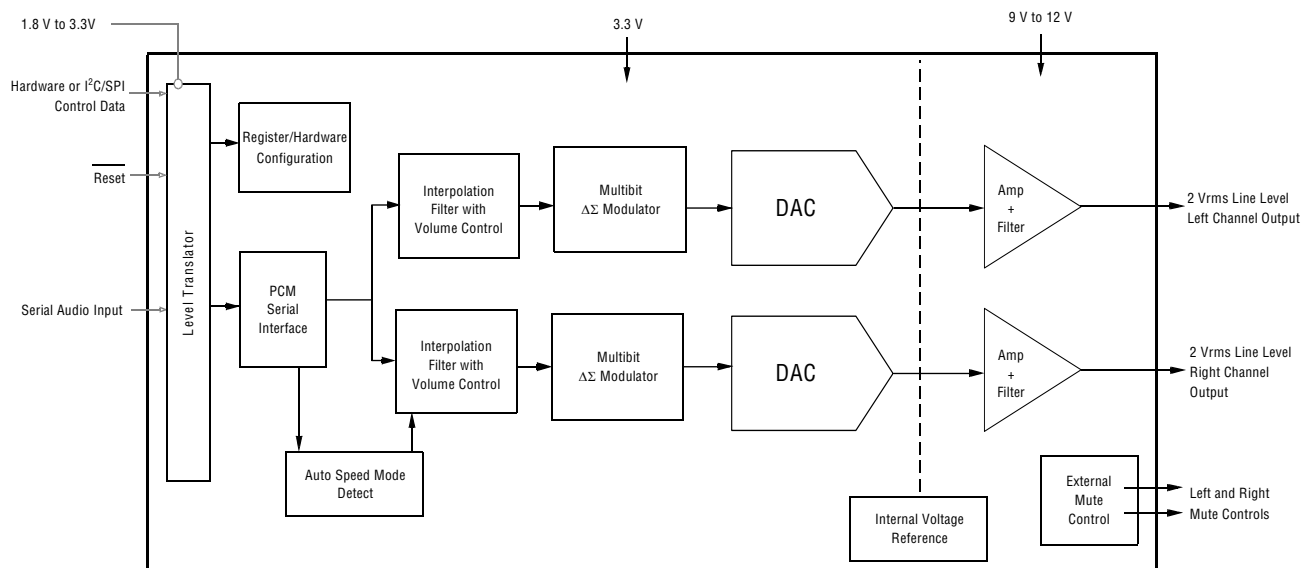 1.8 V to 3.3V
3.3 V
9 V to 12 V
Hardware or I²C/SPI
Control Data
Reset
Serial Audio Input
Level Translator
Register/Hardware
Configuration
PCM
Serial
Interface
Auto Speed Mode
Detect
Interpolation
Filter with
Volume Control
Multibit
ΔΣ Modulator
DAC
Amp
+
Filter
2 Vrms Line Level
Left Channel Output
Interpolation
Filter with
Volume Control
Multibit
ΔΣ Modulator
DAC
Amp
+
Filter
2 Vrms Line Level
Right Channel
Output
Internal Voltage
Reference
External
Mute
Control
Left and Right
Mute Controls